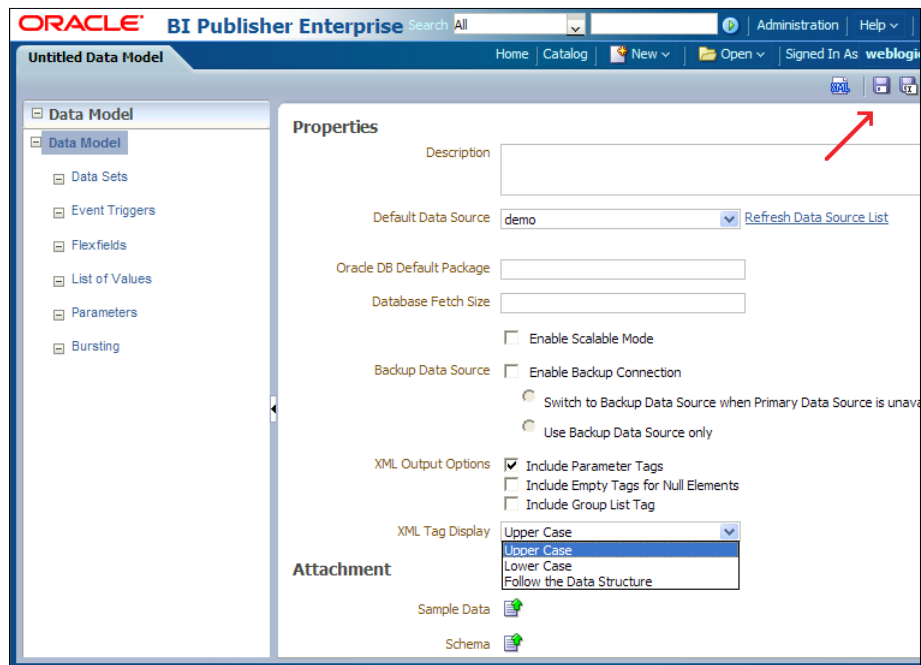 ORACLE BI Publisher Enterprise Search All Administration Help
Untitled Data Model Home Catalog New Open Signed In As weblogic
XML
Data Model
Data Model
Data Sets
Event Triggers
Flexfields
List of Values
Parameters
Bursting
Properties
Description
Default Data Source demo Refresh Data Source List
Oracle DB Default Package
Database Fetch Size
Enable Scalable Mode
Backup Data Source Enable Backup Connection
Switch to Backup Data Source when Primary Data Source is
Use Backup Data Source only
XML Output Options Include Parameter Tags
Include Empty Tags for Null Elements
Include Group List Tag
XML Tag Display Upper Case
Upper Case
Lower Case
Follow the Data Structure
Attachment
Sample Data
Schema